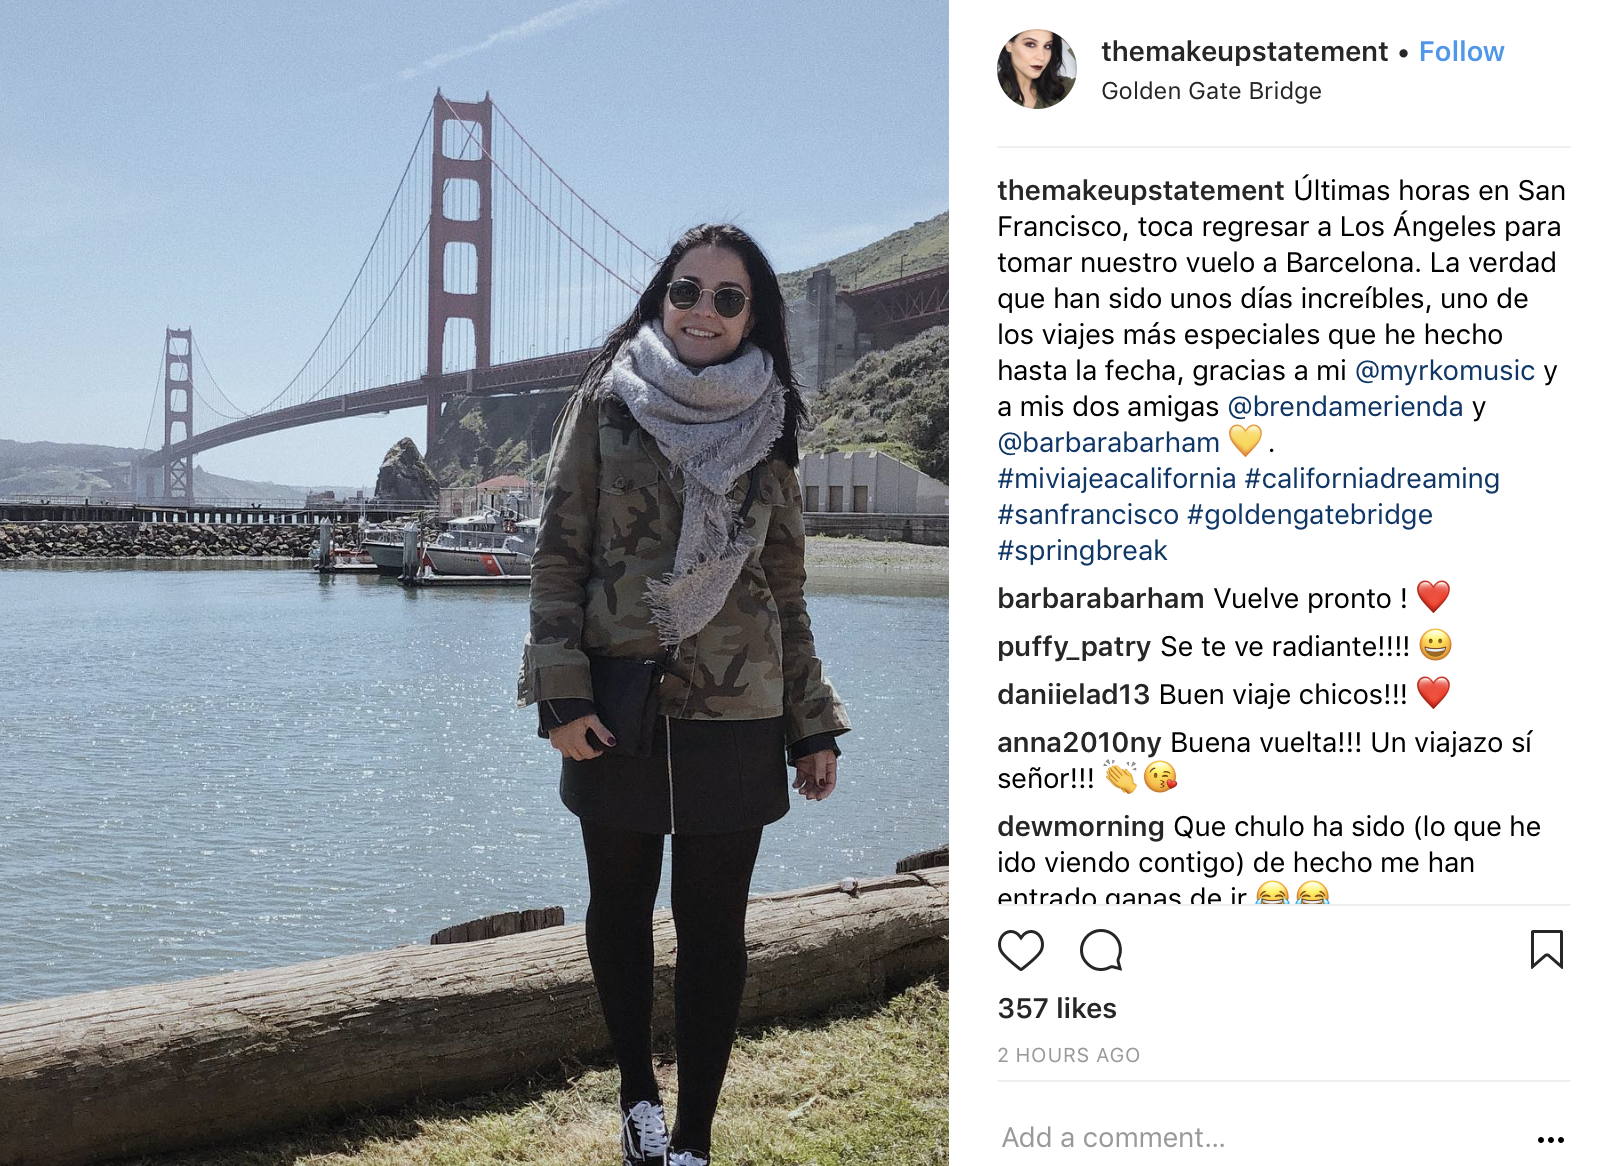 themakeupstatement • Follow
Golden Gate Bridge
themakeupstatement Últimas horas en San
Francisco, toca regresar a Los Ángeles para
tomar nuestro vuelo a Barcelona. La verdad
que han sido unos días increíbles, uno de
los viajes más especiales que he hecho
hasta la fecha, gracias a mi @myrkomusic y
a mis dos amigas @brendamerienda y
@barbarabarham 💛 .
#miviajeacalifornia #californiadreaming
#sanfrancisco #goldengatebridge
#springbreak
barbarabarham Vuelve pronto ! ❤️
puffy_patry Se te ve radiante!!!! 😀
daniielad13 Buen viaje chicos!!! ❤️
anna2010ny Buena vuelta!!! Un viajazo sí
señor!!! 👏😘
dewmorning Que chulo ha sido (lo que he
ido viendo contigo) de hecho me han
entrado ganas de ir 😂😂
357 likes
2 HOURS AGO
Add a comment...